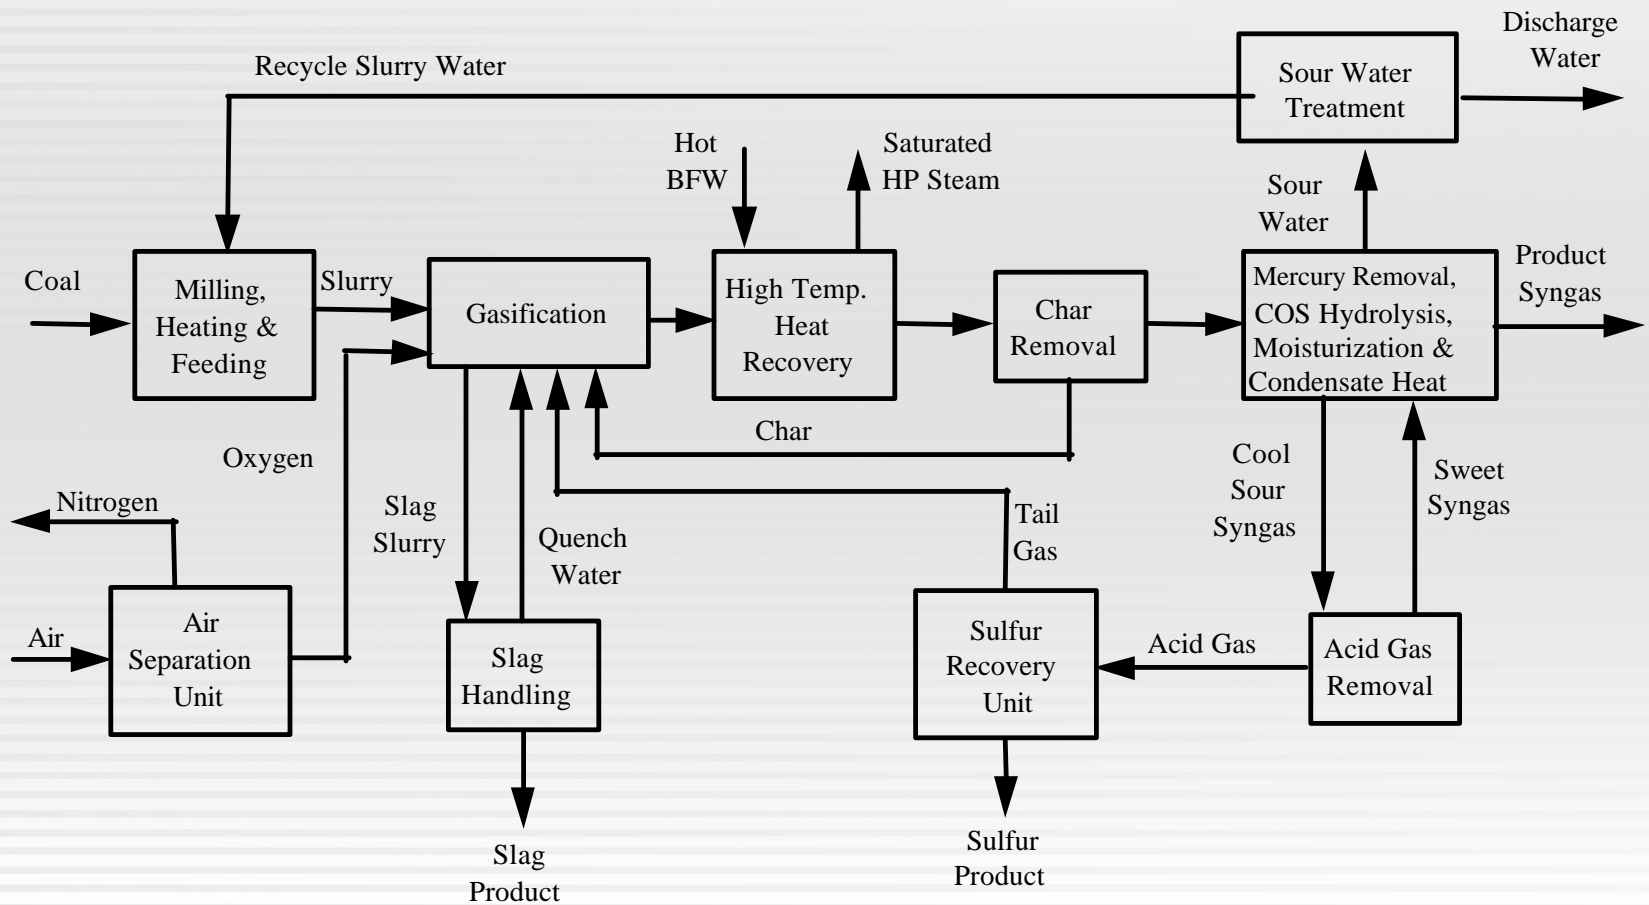 Discharge
Water
Recycle Slurry Water
Sour Water
Treatment
Hot
BFW
Saturated
HP Steam
Sour
Water
Coal
Milling,
Heating &
Feeding
Slurry
Gasification
High Temp.
Heat
Recovery
Char
Removal
Mercury Removal,
COS Hydrolysis,
Moisturization &
Condensate Heat
Product
Syngas
Oxygen
Char
Nitrogen
Slag
Slurry
Quench
Water
Tail
Gas
Cool
Sour
Syngas
Sweet
Syngas
Air
Air
Separation
Unit
Slag
Handling
Sulfur
Recovery
Unit
Acid Gas
Acid Gas
Removal
Slag
Product
Sulfur
Product